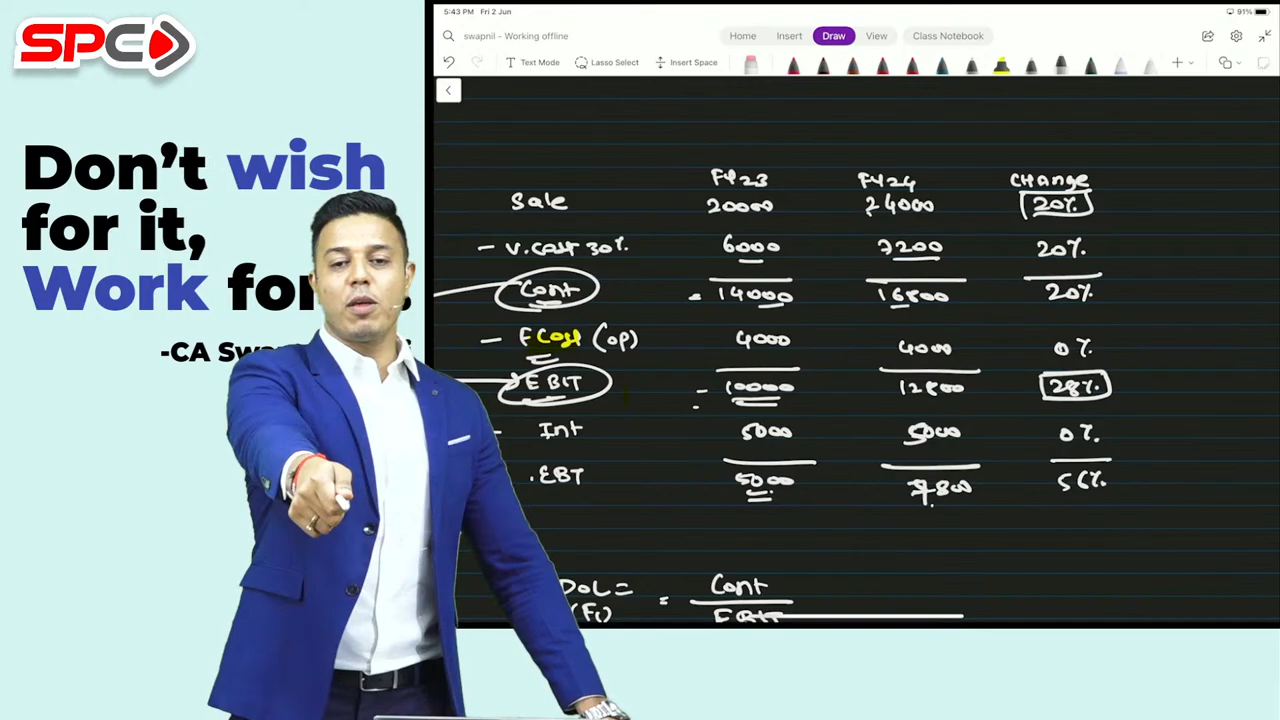 SPC
Don't wish
for it,
Work for
-CA Swa
5:43 PM Fri 2 Jun
91%
swapnil - Working offline
Home Insert Draw View Class Notebook
Text Mode Lasso Select Insert Space
FY23 FY24 CHANGE
Sale 20000 24000 20%
- V.Cost 30% 6000 7200 20%
Cont = 14000 16800 20%
- F Cost (op) 4000 4000 0%
EBIT = 10000 12800 28%
- Int 5000 5000 0%
EBT 5000 7800 56%
DOL = = Cont
EBIT